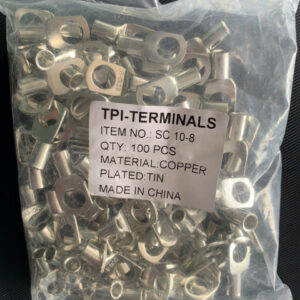 TPI-TERMINALS
ITEM NO.: SC 10-8
QTY: 100 PCS
MATERIAL:COPPER
PLATED:TIN
MADE IN CHINA